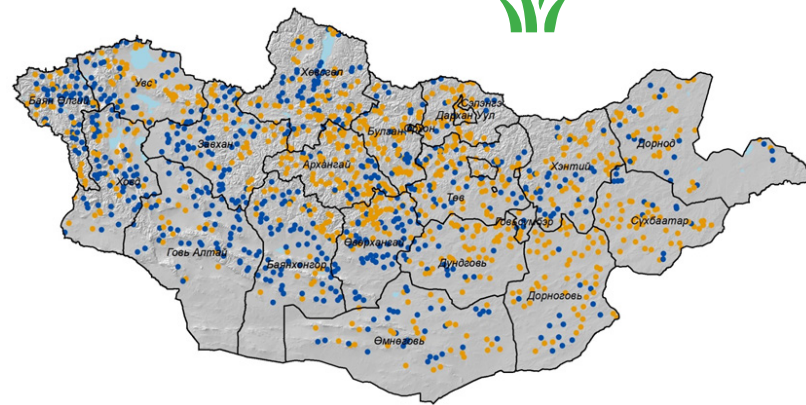 Хөвсгөл
Увс
Баян Өлгий
Сэлэнгэ
Дархан Уул
Булган
Орхон
Завхан
Дорнод
Архангай
Хэнтий
Ховд
Төв
Говьсүмбэр
Сүхбаатар
Өвөрхангай
Говь Алтай
Баянхонгор
Дундговь
Дорноговь
Өмнөговь